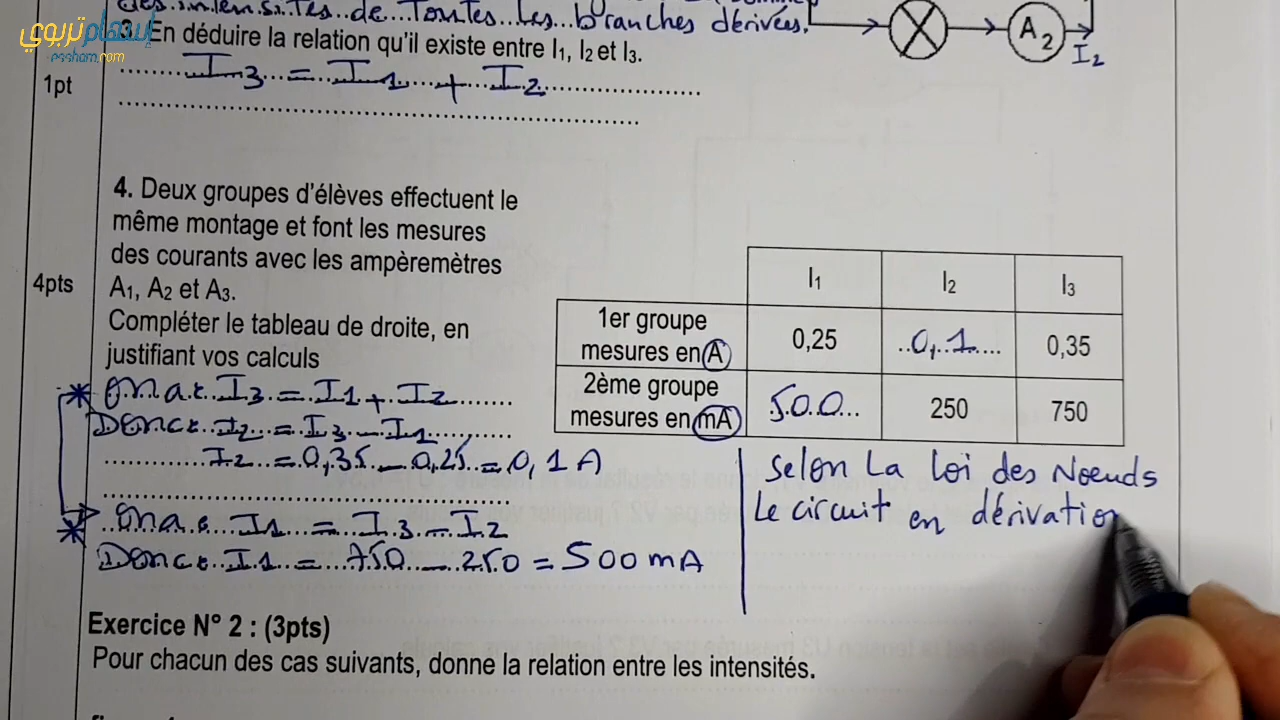 إسهام تربوي
essham.com
des intensités de toutes les branches dérivées.
3. En déduire la relation qu'il existe entre I1, I2 et I3.
1pt
I3 = I1 + I2
A2
I2
4pts
4. Deux groupes d'élèves effectuent le
même montage et font les mesures
des courants avec les ampèremètres
A1, A2 et A3.
Compléter le tableau de droite, en
justifiant vos calculs
I1 I2 I3
1er groupe
mesures en A 0,25 0,1 0,35
2ème groupe
mesures en mA 500 250 750
* on a : I3 = I1 + I2
Donc : I2 = I3 - I1
I2 = 0,35 - 0,25 = 0,1 A
* on a : I1 = I3 - I2
Donc : I1 = 750 - 250 = 500 mA
Selon La loi des Nœuds
Le circuit en dérivation
Exercice N° 2 : (3pts)
Pour chacun des cas suivants, donne la relation entre les intensités.